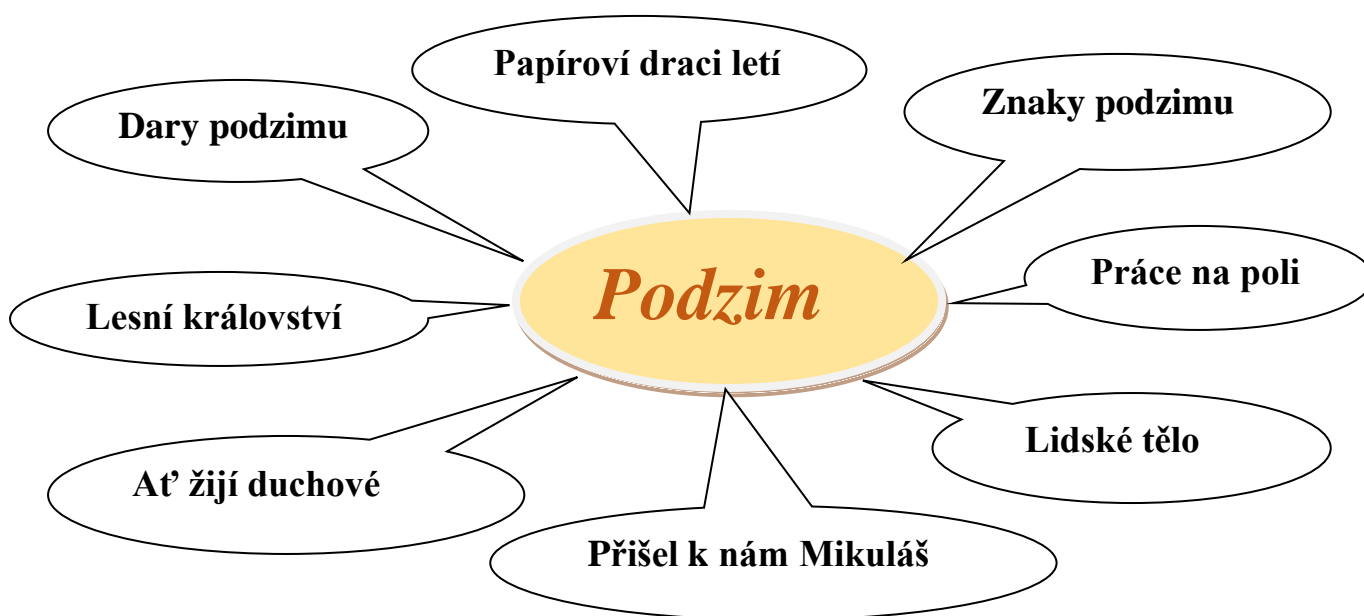 Papíroví draci letí
Dary podzimu
Znaky podzimu
Podzim
Práce na poli
Lesní království
Lidské tělo
Ať žijí duchové
Přišel k nám Mikuláš